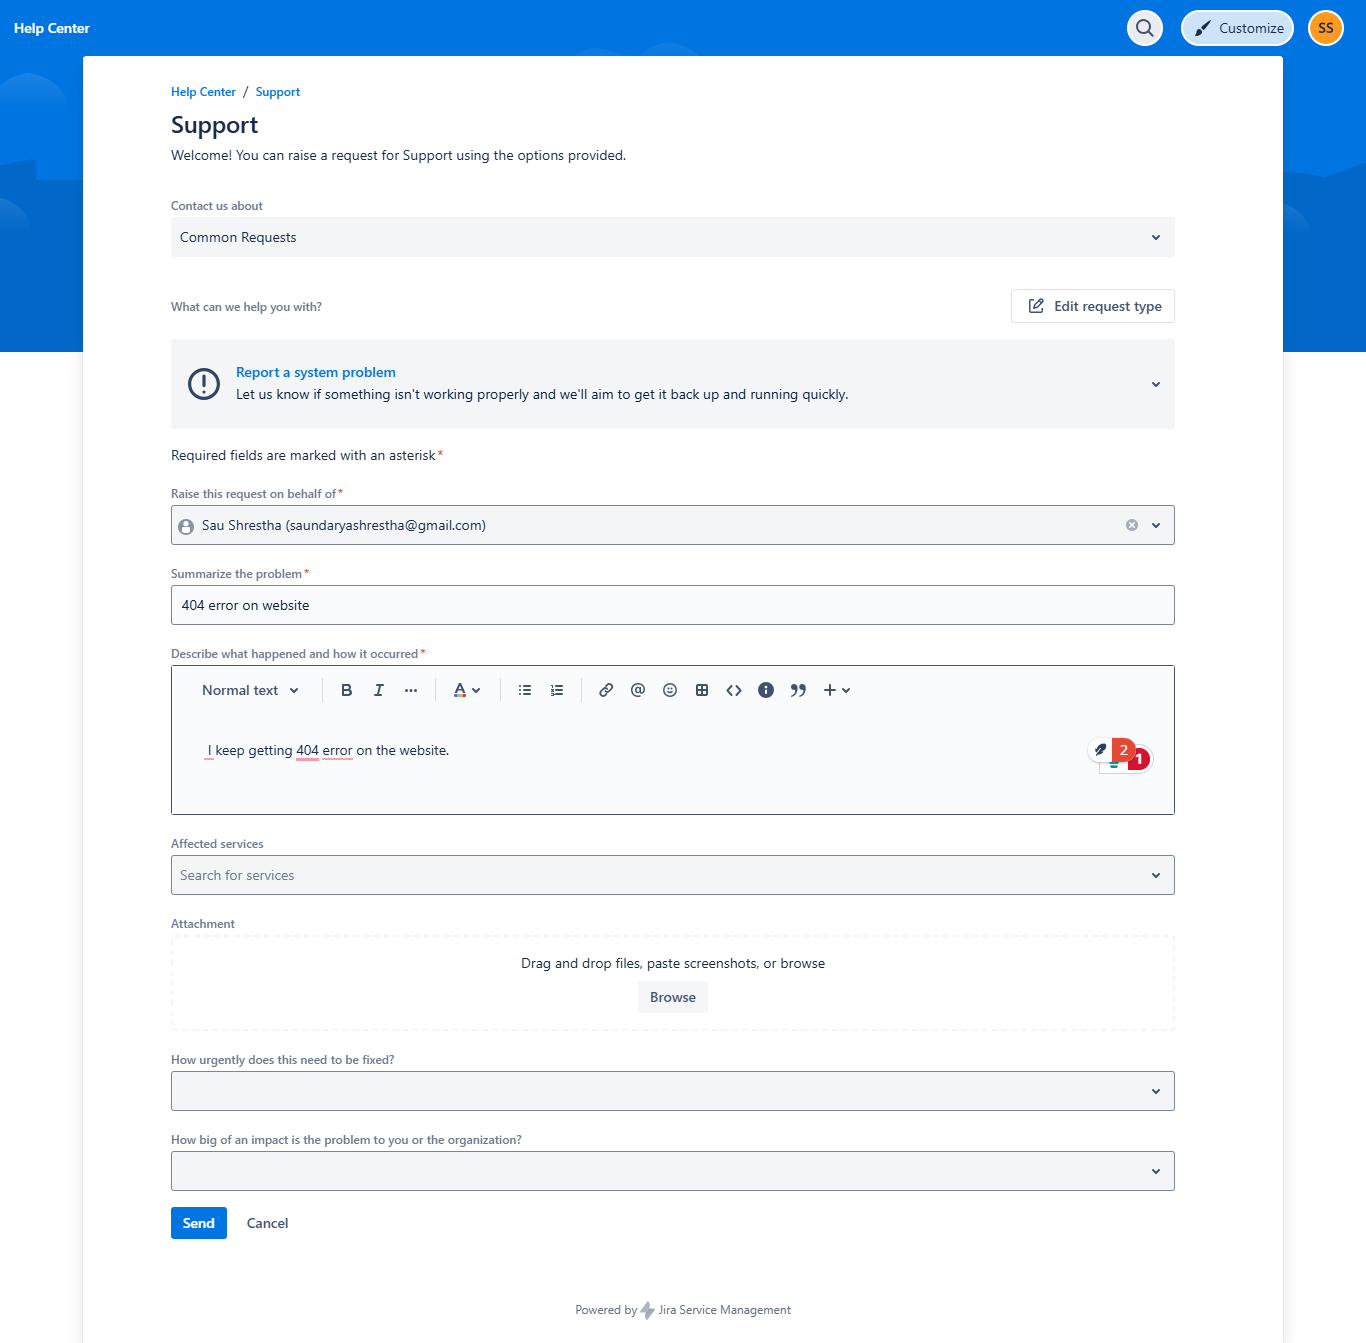 Help Center
Customize
SS
Help Center / Support
Support
Welcome! You can raise a request for Support using the options provided.
Contact us about
Common Requests
What can we help you with?
Edit request type
Report a system problem
Let us know if something isn't working properly and we'll aim to get it back up and running quickly.
Required fields are marked with an asterisk*
Raise this request on behalf of*
Sau Shrestha (saundaryashrestha@gmail.com)
Summarize the problem*
404 error on website
Describe what happened and how it occurred*
Normal text
I keep getting 404 error on the website.
2
1
Affected services
Search for services
Attachment
Drag and drop files, paste screenshots, or browse
Browse
How urgently does this need to be fixed?
How big of an impact is the problem to you or the organization?
Send Cancel
Powered by Jira Service Management